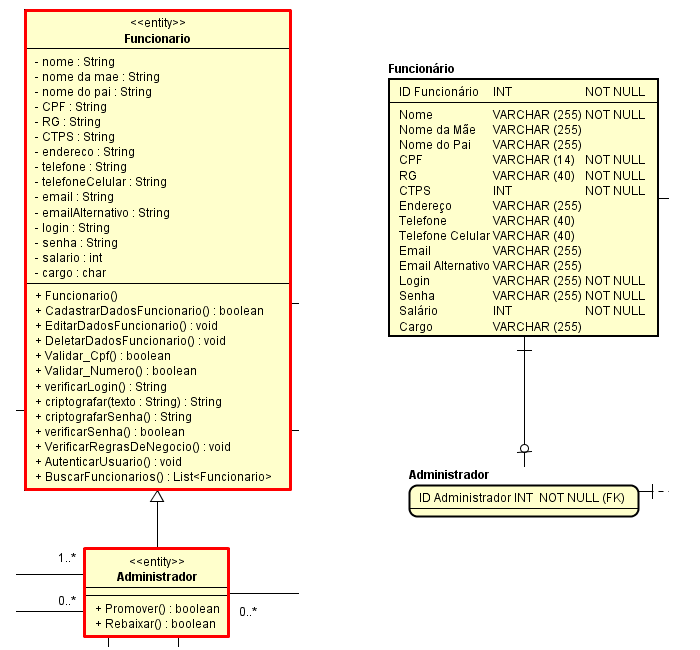 <<entity>>
Funcionario
- nome : String
- nome da mae : String
- nome do pai : String
- CPF : String
- RG : String
- CTPS : String
- endereco : String
- telefone : String
- telefoneCelular : String
- email : String
- emailAlternativo : String
- login : String
- senha : String
- salario : int
- cargo : char
+ Funcionario()
+ CadastrarDadosFuncionario() : boolean
+ EditarDadosFuncionario() : void
+ DeletarDadosFuncionario() : void
+ Validar_Cpf() : boolean
+ Validar_Numero() : boolean
+ verificarLogin() : String
+ criptografar(texto : String) : String
+ criptografarSenha() : String
+ verificarSenha() : boolean
+ VerificarRegrasDeNegocio() : void
+ AutenticarUsuario() : void
+ BuscarFuncionarios() : List<Funcionario>
1..*
0..*
<<entity>>
Administrador
+ Promover() : boolean
+ Rebaixar() : boolean
0..*
Funcionário
ID Funcionário INT NOT NULL
Nome VARCHAR (255) NOT NULL
Nome da Mãe VARCHAR (255)
Nome do Pai VARCHAR (255)
CPF VARCHAR (14) NOT NULL
RG VARCHAR (40) NOT NULL
CTPS INT NOT NULL
Endereço VARCHAR (255)
Telefone VARCHAR (40)
Telefone Celular VARCHAR (40)
Email VARCHAR (255)
Email Alternativo VARCHAR (255)
Login VARCHAR (255) NOT NULL
Senha VARCHAR (255) NOT NULL
Salário INT NOT NULL
Cargo VARCHAR (255)
Administrador
ID Administrador INT NOT NULL (FK)